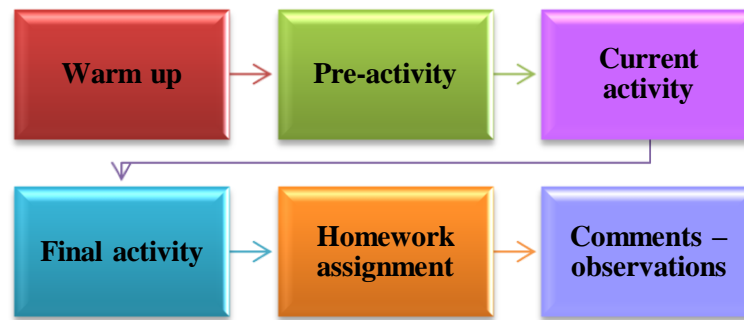 Warm up
Pre-activity
Current
activity
Final activity
Homework
assignment
Comments –
observations